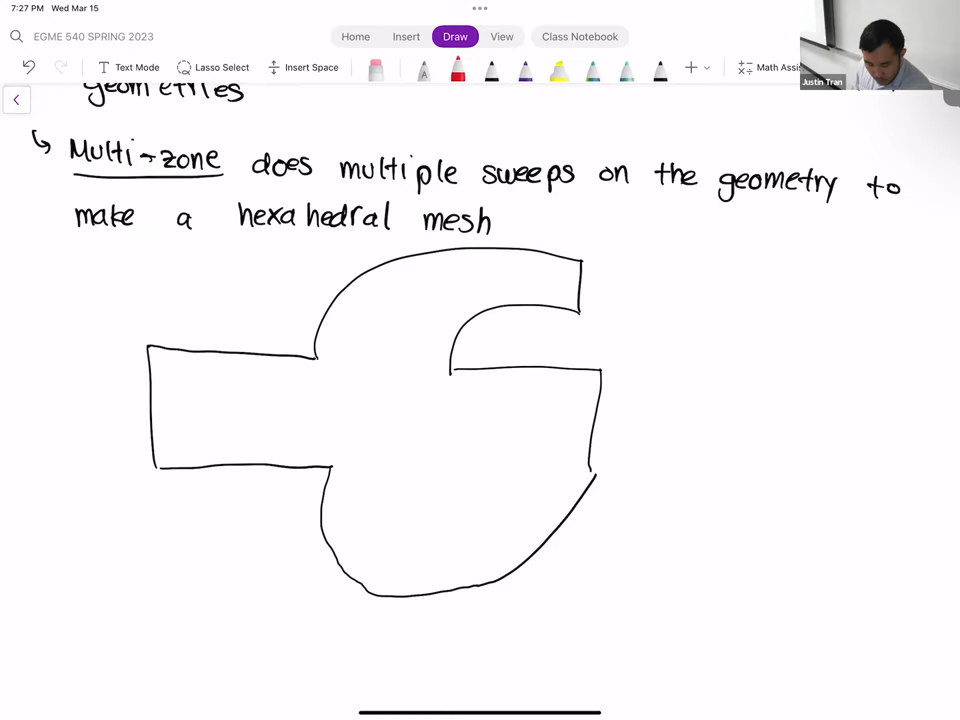 7:27 PM Wed Mar 15
EGME 540 SPRING 2023
Home Insert Draw View Class Notebook
Text Mode Lasso Select Insert Space Math Assis
Justin Tran
geometries
↳ Multi-zone does multiple sweeps on the geometry to
make a hexahedral mesh